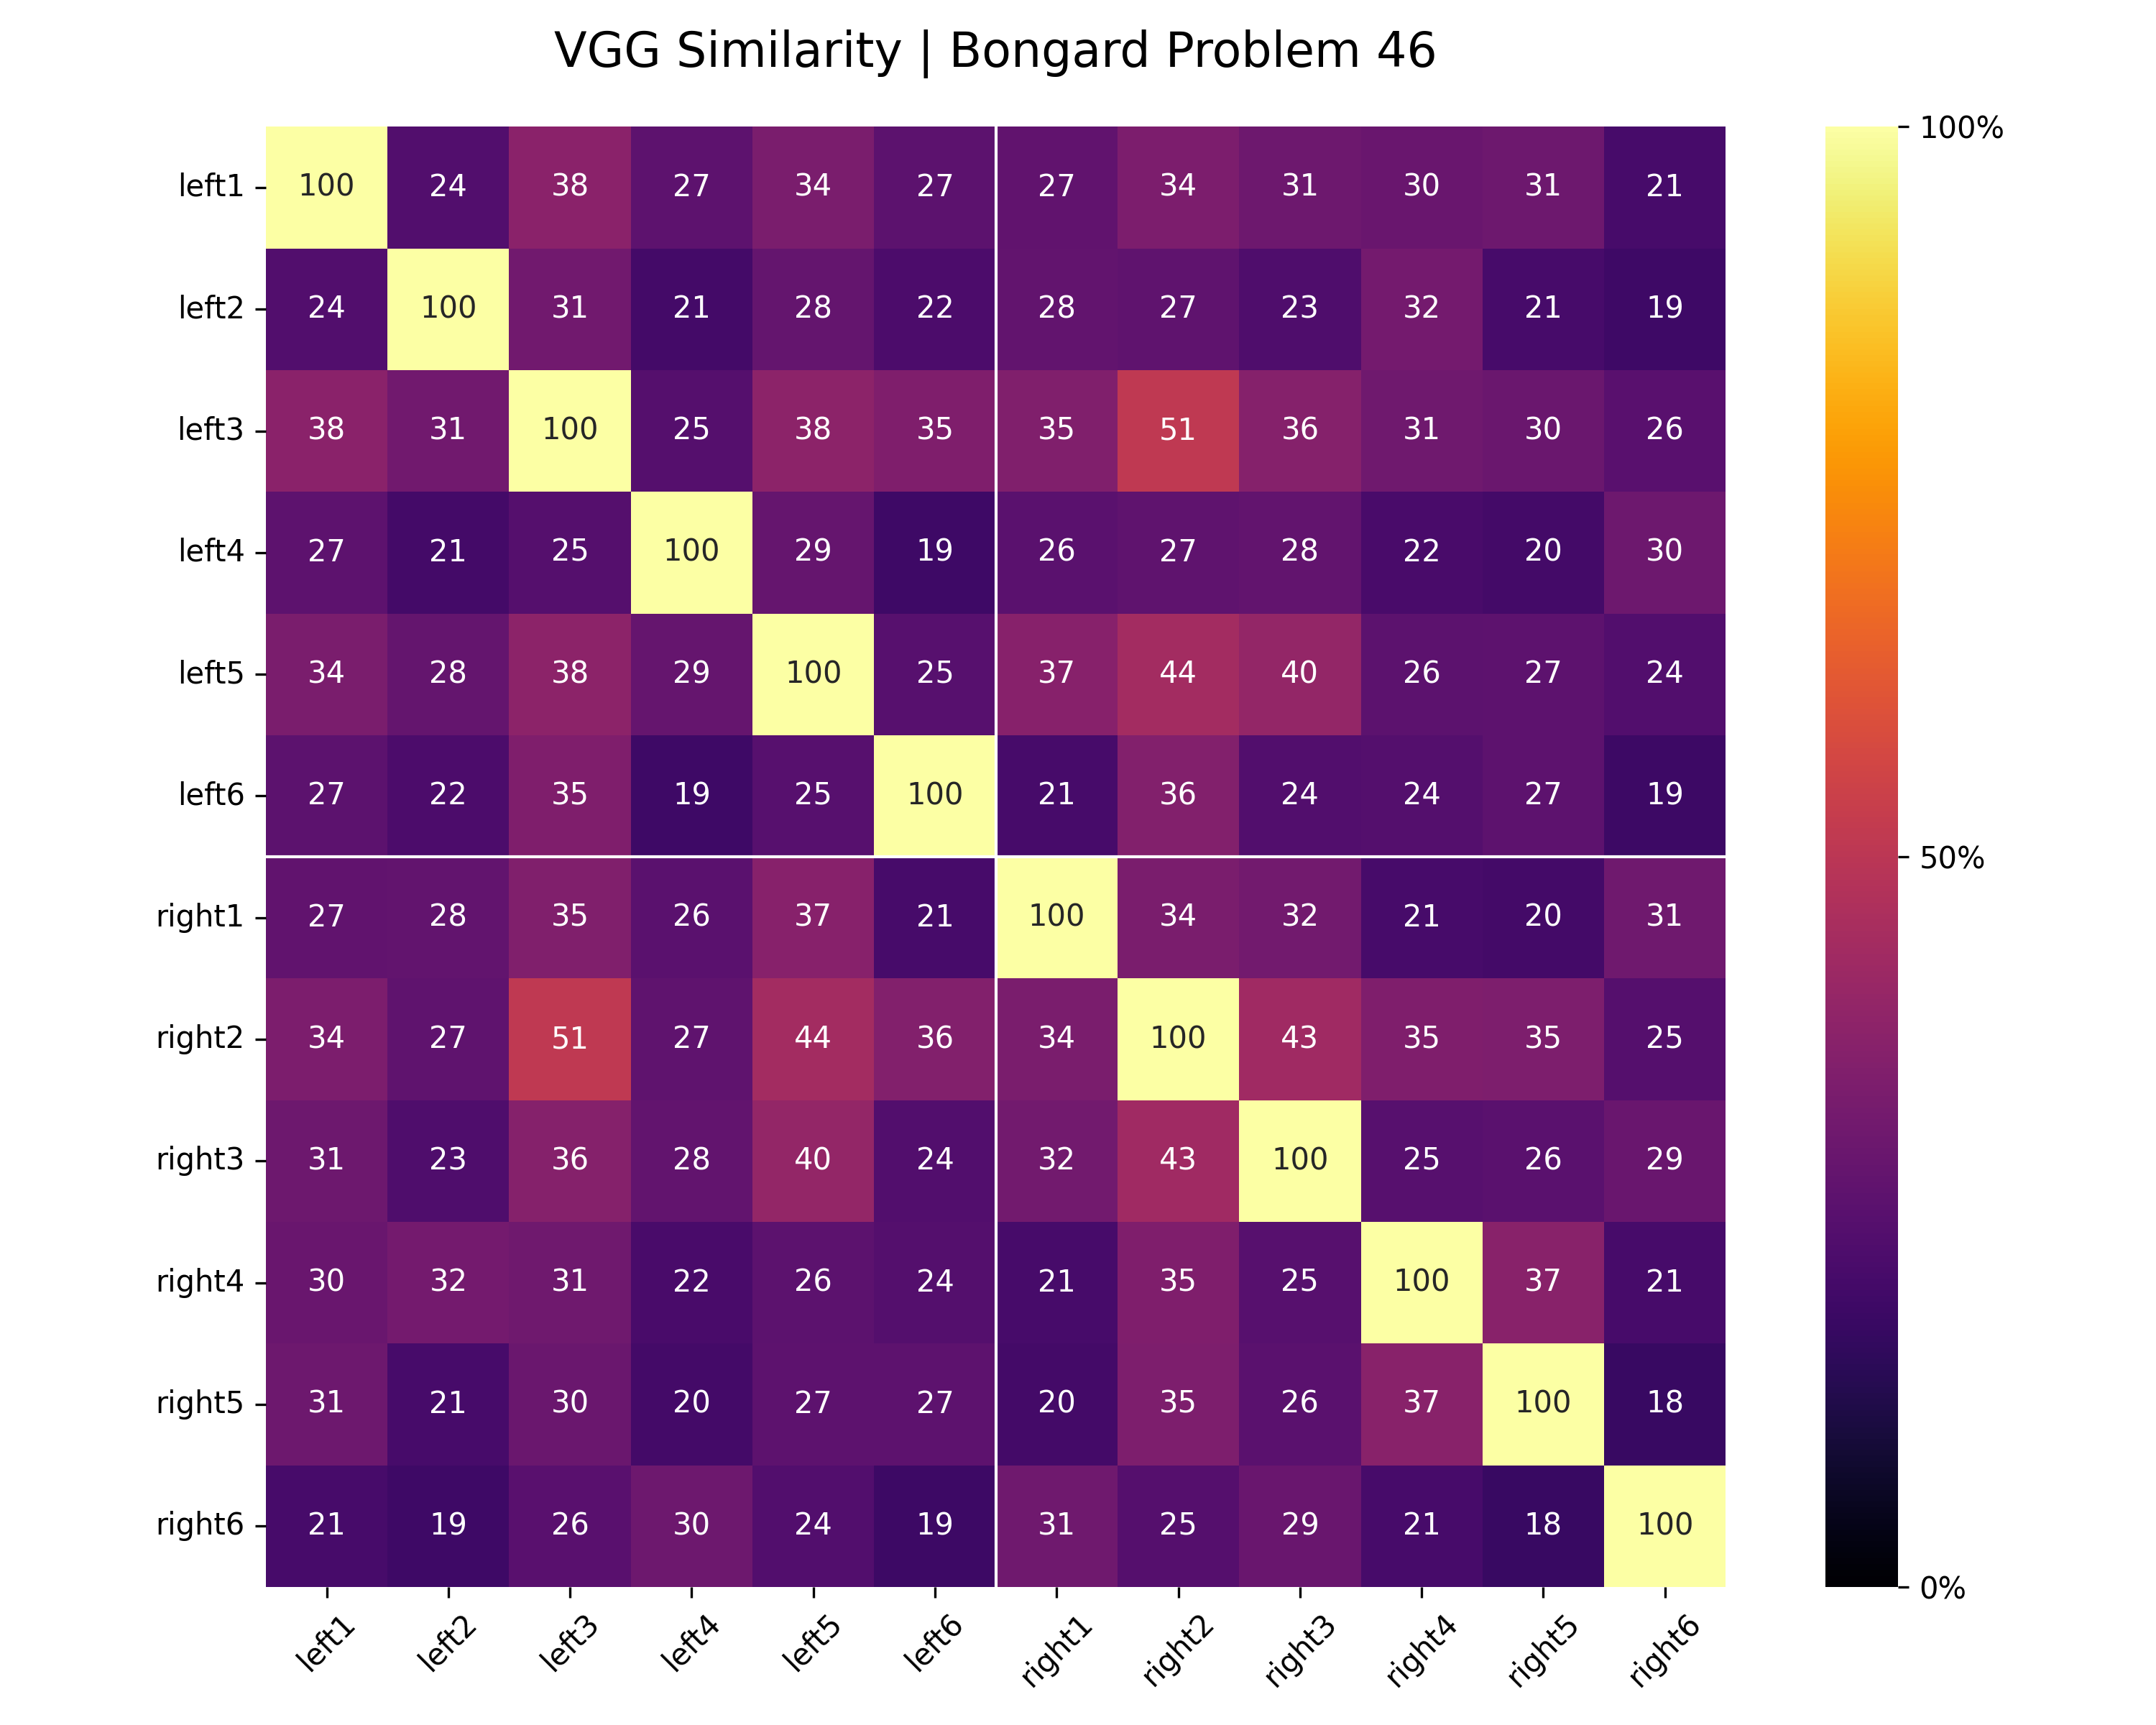 VGG Similarity | Bongard Problem 46
100%
left1 100 24 38 27 34 27 27 34 31 30 31 21
left2 24 100 31 21 28 22 28 27 23 32 21 19
left3 38 31 100 25 38 35 35 51 36 31 30 26
left4 27 21 25 100 29 19 26 27 28 22 20 30
left5 34 28 38 29 100 25 37 44 40 26 27 24
left6 27 22 35 19 25 100 21 36 24 24 27 19
50%
right1 27 28 35 26 37 21 100 34 32 21 20 31
right2 34 27 51 27 44 36 34 100 43 35 35 25
right3 31 23 36 28 40 24 32 43 100 25 26 29
right4 30 32 31 22 26 24 21 35 25 100 37 21
right5 31 21 30 20 27 27 20 35 26 37 100 18
right6 21 19 26 30 24 19 31 25 29 21 18 100
0%
left1 left2 left3 left4 left5 left6 right1 right2 right3 right4 right5 right6